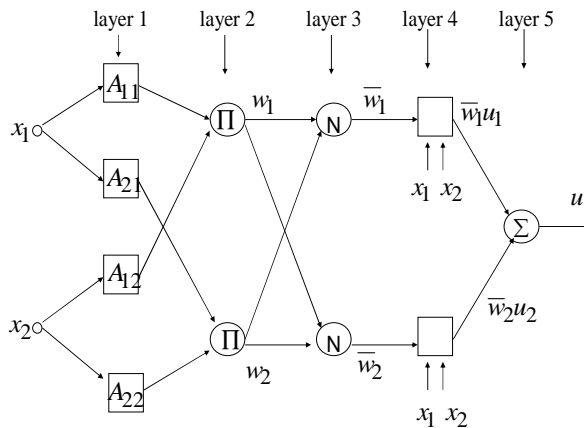 layer 1 layer 2 layer 3 layer 4 layer 5
A₁₁ w₁ w̅₁ w̅₁u₁
x₁ Π N
x₁ x₂
A₂₁
u
Σ
A₁₂
w̅₂u₂
x₂ Π N
w₂ w̅₂
A₂₂
x₁ x₂